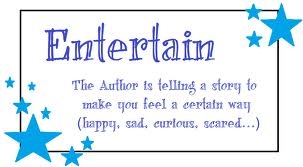 Entertain
The Author is telling a story to
make you feel a certain way
(happy, sad, curious, scared...)